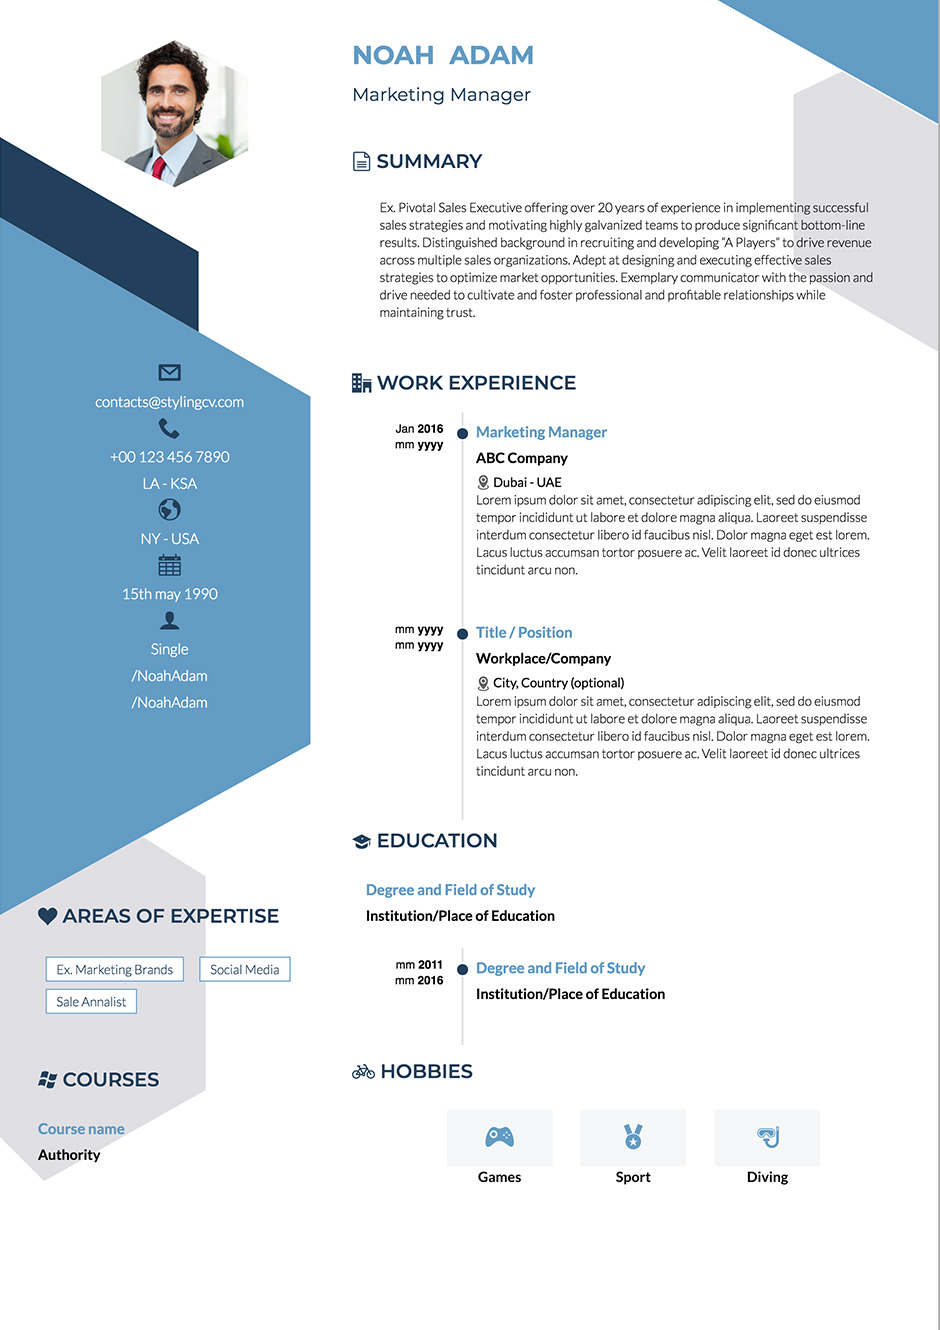 NOAH ADAM
Marketing Manager
SUMMARY
Ex. Pivotal Sales Executive offering over 20 years of experience in implementing successful
sales strategies and motivating highly galvanized teams to produce significant bottom-line
results. Distinguished background in recruiting and developing "A Players" to drive revenue
across multiple sales organizations. Adept at designing and executing effective sales
strategies to optimize market opportunities. Exemplary communicator with the passion and
drive needed to cultivate and foster professional and profitable relationships while
maintaining trust.
contacts@stylingcv.com
+00 123 456 7890
LA - KSA
NY - USA
15th may 1990
Single
/NoahAdam
/NoahAdam
AREAS OF EXPERTISE
Ex. Marketing Brands
Social Media
Sale Annalist
COURSES
Course name
Authority
WORK EXPERIENCE
Jan 2016
mm yyyy
Marketing Manager
ABC Company
Dubai - UAE
Lorem ipsum dolor sit amet, consectetur adipiscing elit, sed do eiusmod
tempor incididunt ut labore et dolore magna aliqua. Laoreet suspendisse
interdum consectetur libero id faucibus nisl. Dolor magna eget est lorem.
Lacus luctus accumsan tortor posuere ac. Velit laoreet id donec ultrices
tincidunt arcu non.
mm yyyy
mm yyyy
Title / Position
Workplace/Company
City, Country (optional)
Lorem ipsum dolor sit amet, consectetur adipiscing elit, sed do eiusmod
tempor incididunt ut labore et dolore magna aliqua. Laoreet suspendisse
interdum consectetur libero id faucibus nisl. Dolor magna eget est lorem.
Lacus luctus accumsan tortor posuere ac. Velit laoreet id donec ultrices
tincidunt arcu non.
EDUCATION
Degree and Field of Study
Institution/Place of Education
mm 2011
mm 2016
Degree and Field of Study
Institution/Place of Education
HOBBIES
Games
Sport
Diving